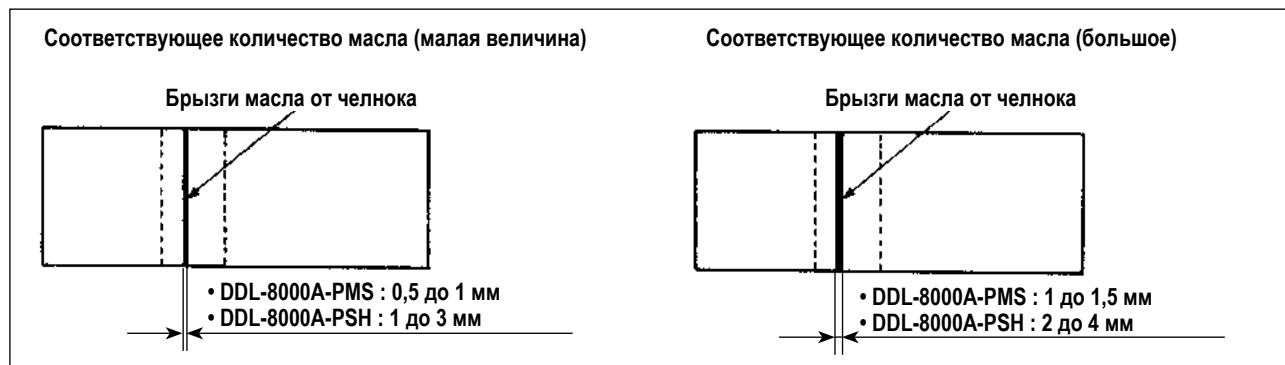 Соответствующее количество масла (малая величина)
Брызги масла от челнока
• DDL-8000A-PMS : 0,5 до 1 мм
• DDL-8000A-PSH : 1 до 3 мм
Соответствующее количество масла (большое)
Брызги масла от челнока
• DDL-8000A-PMS : 1 до 1,5 мм
• DDL-8000A-PSH : 2 до 4 мм